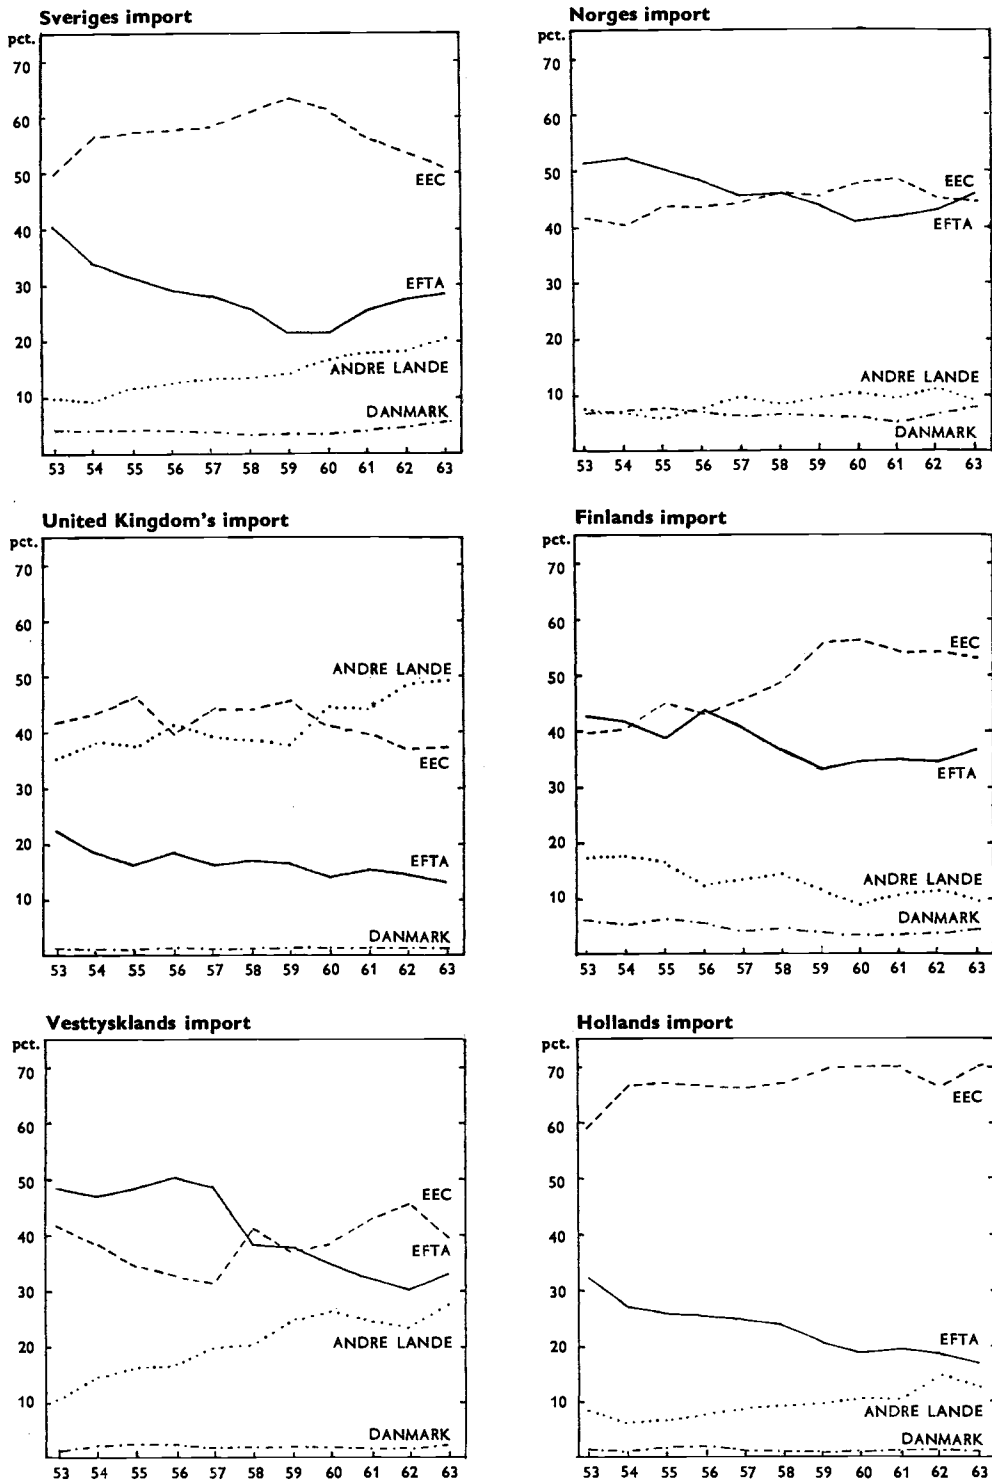 Sveriges import
pct.
70
60
50
40
30
20
10
EEC
EFTA
ANDRE LANDE
DANMARK
53 54 55 56 57 58 59 60 61 62 63
Norges import
pct.
70
60
50
40
30
20
10
EEC
EFTA
ANDRE LANDE
DANMARK
53 54 55 56 57 58 59 60 61 62 63
United Kingdom's import
pct.
70
60
50
40
30
20
10
ANDRE LANDE
EEC
EFTA
DANMARK
53 54 55 56 57 58 59 60 61 62 63
Finlands import
pct.
70
60
50
40
30
20
10
EEC
EFTA
ANDRE LANDE
DANMARK
53 54 55 56 57 58 59 60 61 62 63
Vesttysklands import
pct.
70
60
50
40
30
20
10
EEC
EFTA
ANDRE LANDE
DANMARK
53 54 55 56 57 58 59 60 61 62 63
Hollands import
pct.
70
60
50
40
30
20
10
EEC
EFTA
ANDRE LANDE
DANMARK
53 54 55 56 57 58 59 60 61 62 63